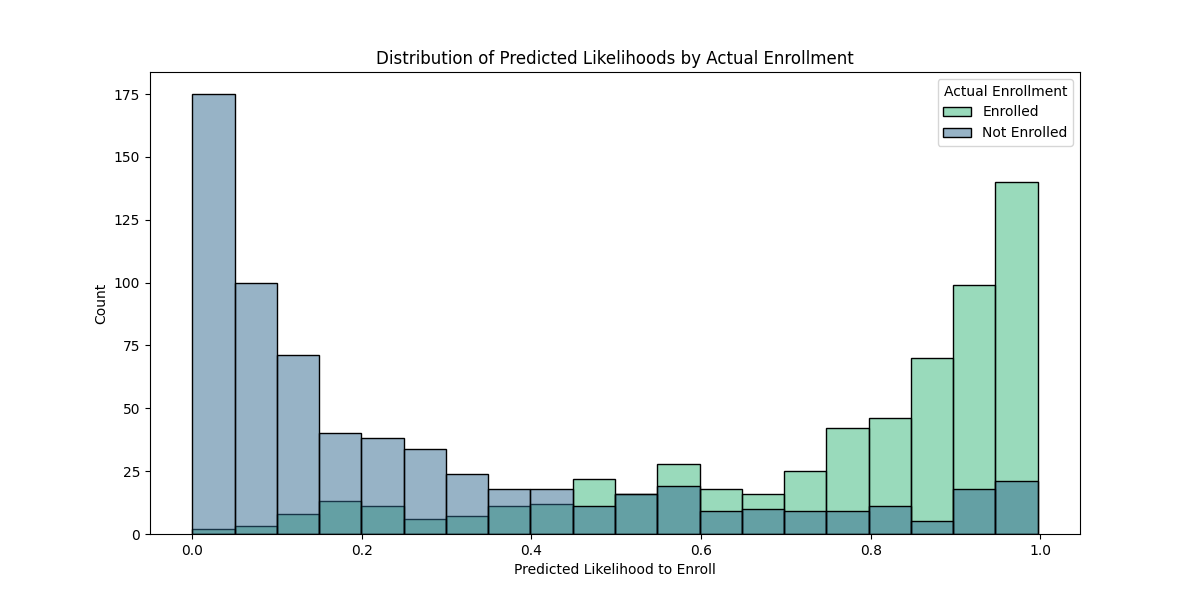 Distribution of Predicted Likelihoods by Actual Enrollment
Actual Enrollment
Enrolled
Not Enrolled
175
150
125
100
75
50
25
0
Count
0.0 0.2 0.4 0.6 0.8 1.0
Predicted Likelihood to Enroll